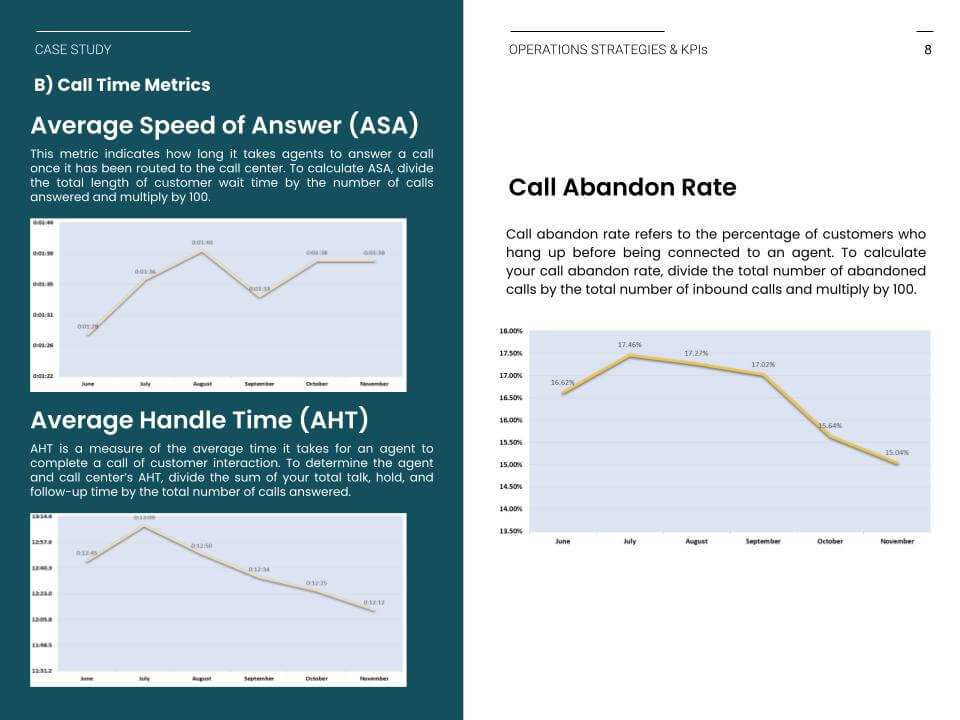 CASE STUDY
B) Call Time Metrics
Average Speed of Answer (ASA)
This metric indicates how long it takes agents to answer a call
once it has been routed to the call center. To calculate ASA, divide
the total length of customer wait time by the number of calls
answered and multiply by 100.
0:01:44
0:01:39
0:01:35
0:01:31
0:01:26
0:01:22
0:01:28
0:01:36
0:01:40
0:01:33
0:01:38
0:01:38
June July August September October November
Average Handle Time (AHT)
AHT is a measure of the average time it takes for an agent to
complete a call of customer interaction. To determine the agent
and call center's AHT, divide the sum of your total talk, hold, and
follow-up time by the total number of calls answered.
12:57.6
12:23.0
12:05.8
11:48.5
11:31.2
0:12:45
0:12:50
0:12:34
0:12:25
0:12:12
June July August September October November
OPERATIONS STRATEGIES & KPIs
8
Call Abandon Rate
Call abandon rate refers to the percentage of customers who
hang up before being connected to an agent. To calculate
your call abandon rate, divide the total number of abandoned
calls by the total number of inbound calls and multiply by 100.
18.00%
17.50%
17.00%
16.50%
16.00%
15.50%
15.00%
14.50%
14.00%
13.50%
16.62%
17.46%
17.27%
17.02%
15.64%
15.04%
June July August September October November